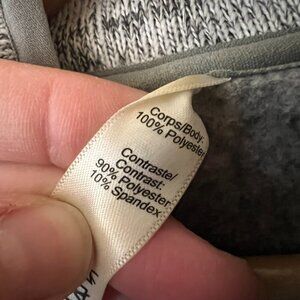 Corps/Body:
100% Polyester
Contraste/
Contrast:
90% Polyester,
10% Spandex